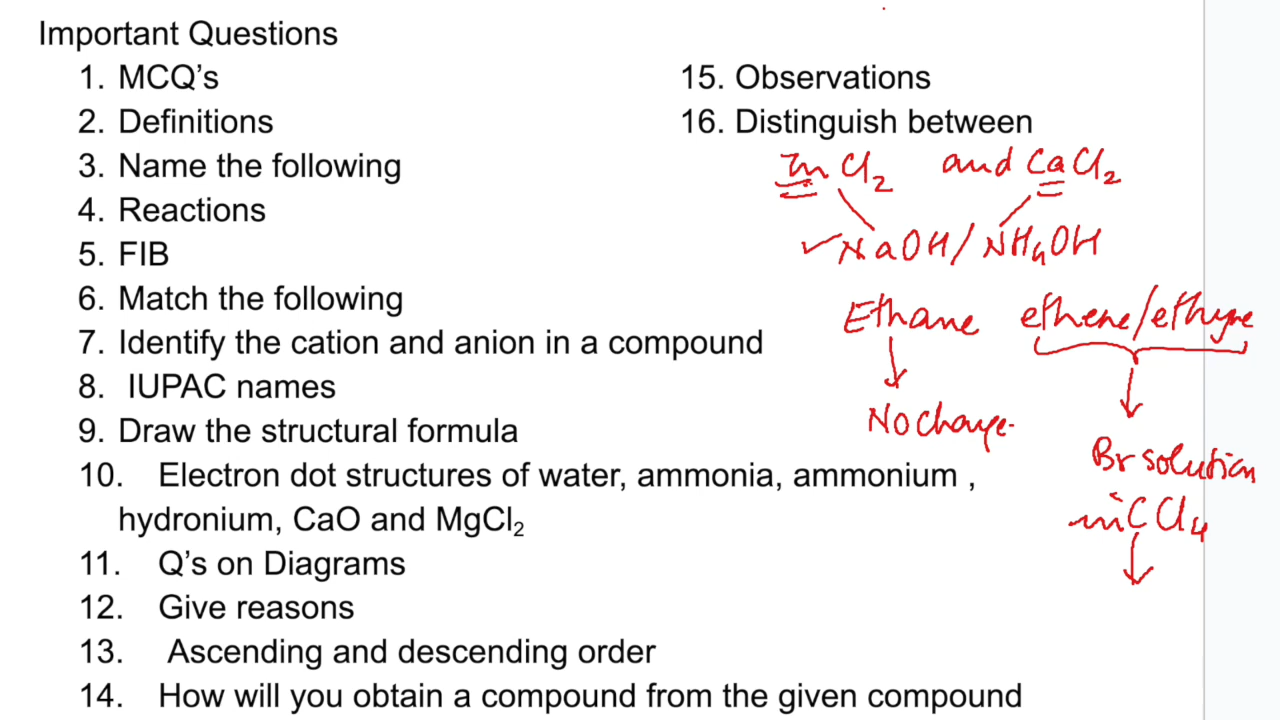 Important Questions
1. MCQ’s
2. Definitions
3. Name the following
4. Reactions
5. FIB
6. Match the following
7. Identify the cation and anion in a compound
8. IUPAC names
9. Draw the structural formula
10. Electron dot structures of water, ammonia, ammonium ,
hydronium, CaO and MgCl₂
11. Q’s on Diagrams
12. Give reasons
13. Ascending and descending order
14. How will you obtain a compound from the given compound
15. Observations
16. Distinguish between
ZnCl₂ and CaCl₂
✓NaOH/NH₄OH
Ethane ethene/ethyne
No change.
Br solution
in CCl₄